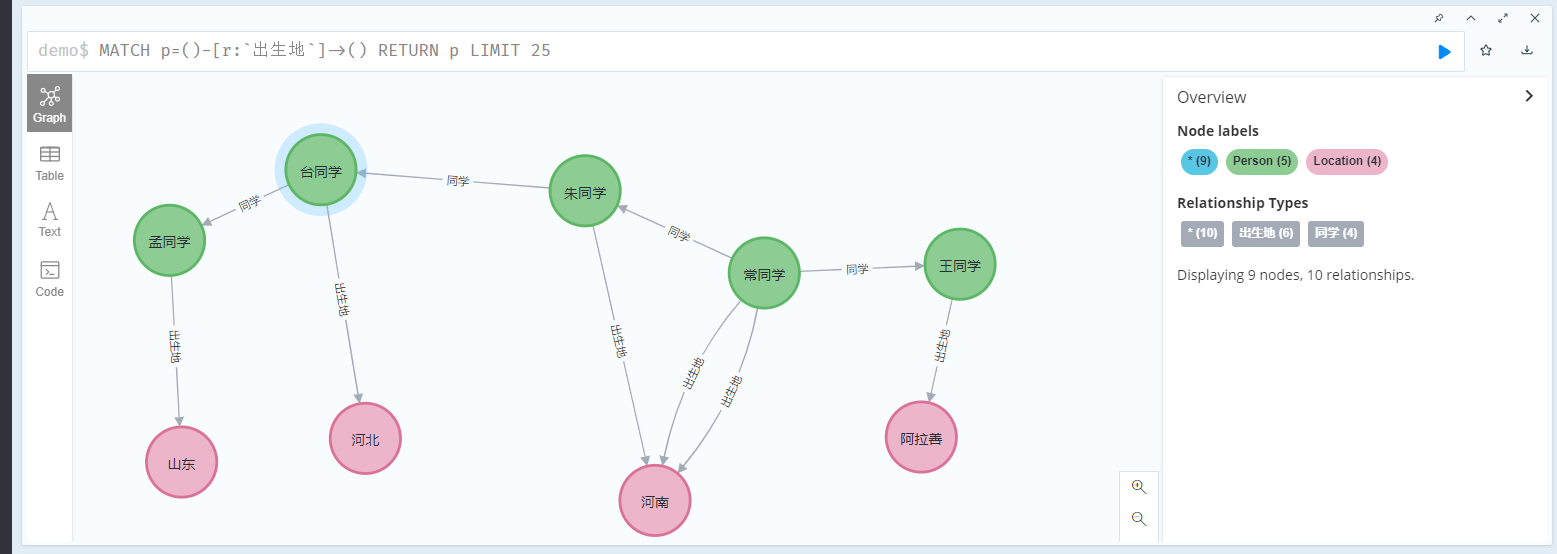 demo$ MATCH p=()-[r:`出生地`]->() RETURN p LIMIT 25
Graph
Table
Text
Code
台同学
朱同学
孟同学
常同学
王同学
同学
同学
同学
同学
出生地
出生地
出生地
出生地
出生地
出生地
山东
河北
河南
阿拉善
Overview
Node labels
* (9) Person (5) Location (4)
Relationship Types
* (10) 出生地 (6) 同学 (4)
Displaying 9 nodes, 10 relationships.